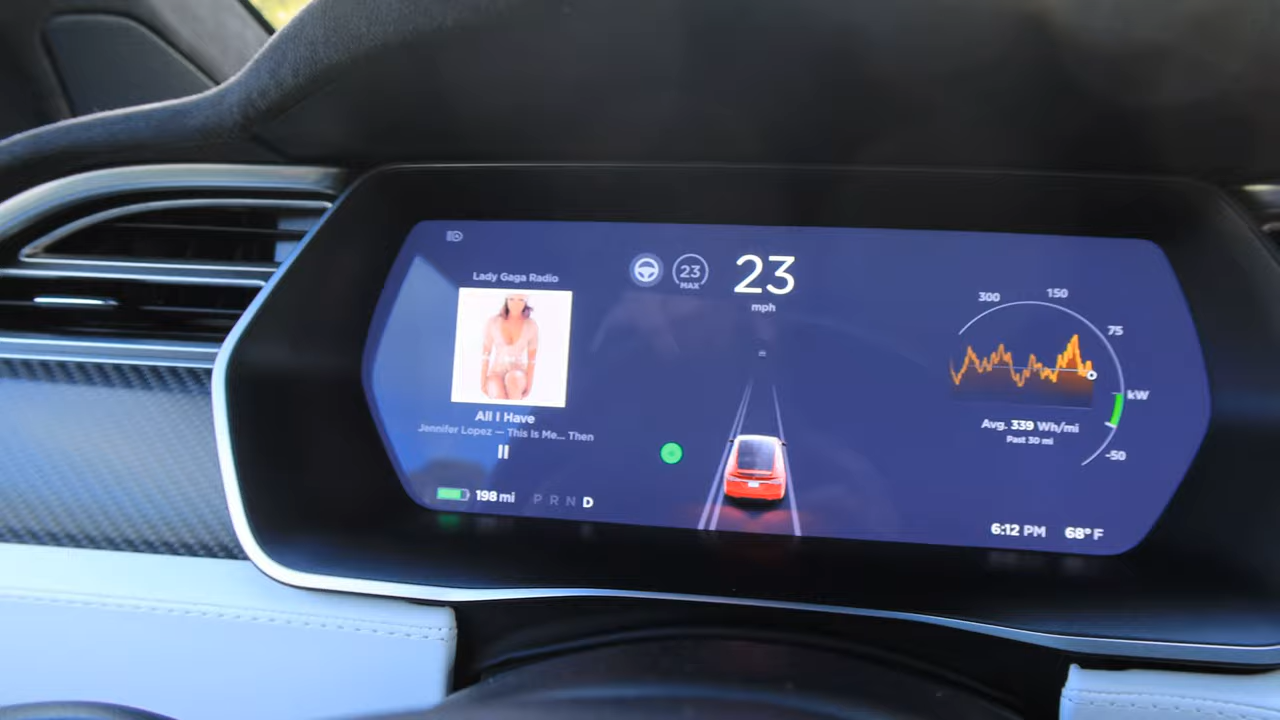 Lady Gaga Radio
All I Have
Jennifer Lopez — This Is Me... Then
198 mi
P R N D
23
MAX
23
mph
300
150
75
kW
-50
Avg. 339 Wh/mi
Past 30 mi
6:12 PM 68° F